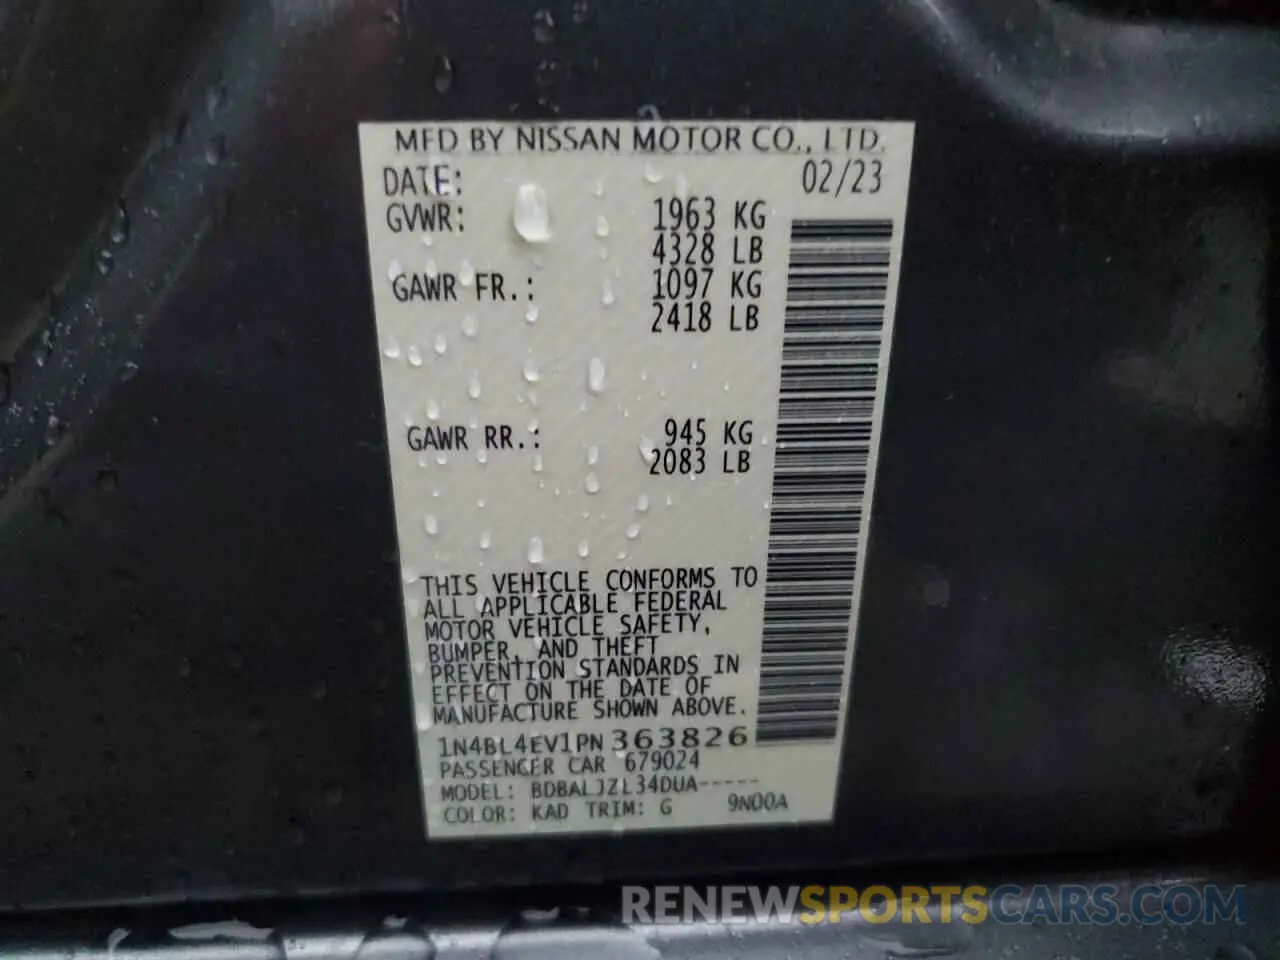 MFD BY NISSAN MOTOR CO., LTD.
DATE: 02/23
GVWR: 1963 KG
4328 LB
GAWR FR.: 1097 KG
2418 LB
GAWR RR.: 945 KG
2083 LB
THIS VEHICLE CONFORMS TO
ALL APPLICABLE FEDERAL
MOTOR VEHICLE SAFETY,
BUMPER, AND THEFT
PREVENTION STANDARDS IN
EFFECT ON THE DATE OF
MANUFACTURE SHOWN ABOVE.
1N4BL4EV1PN363826
PASSENGER CAR 679024
MODEL: BDBALJZL34DUA-----
COLOR: KAD TRIM: G 9N00A
RENEWSPORTSCARS.COM